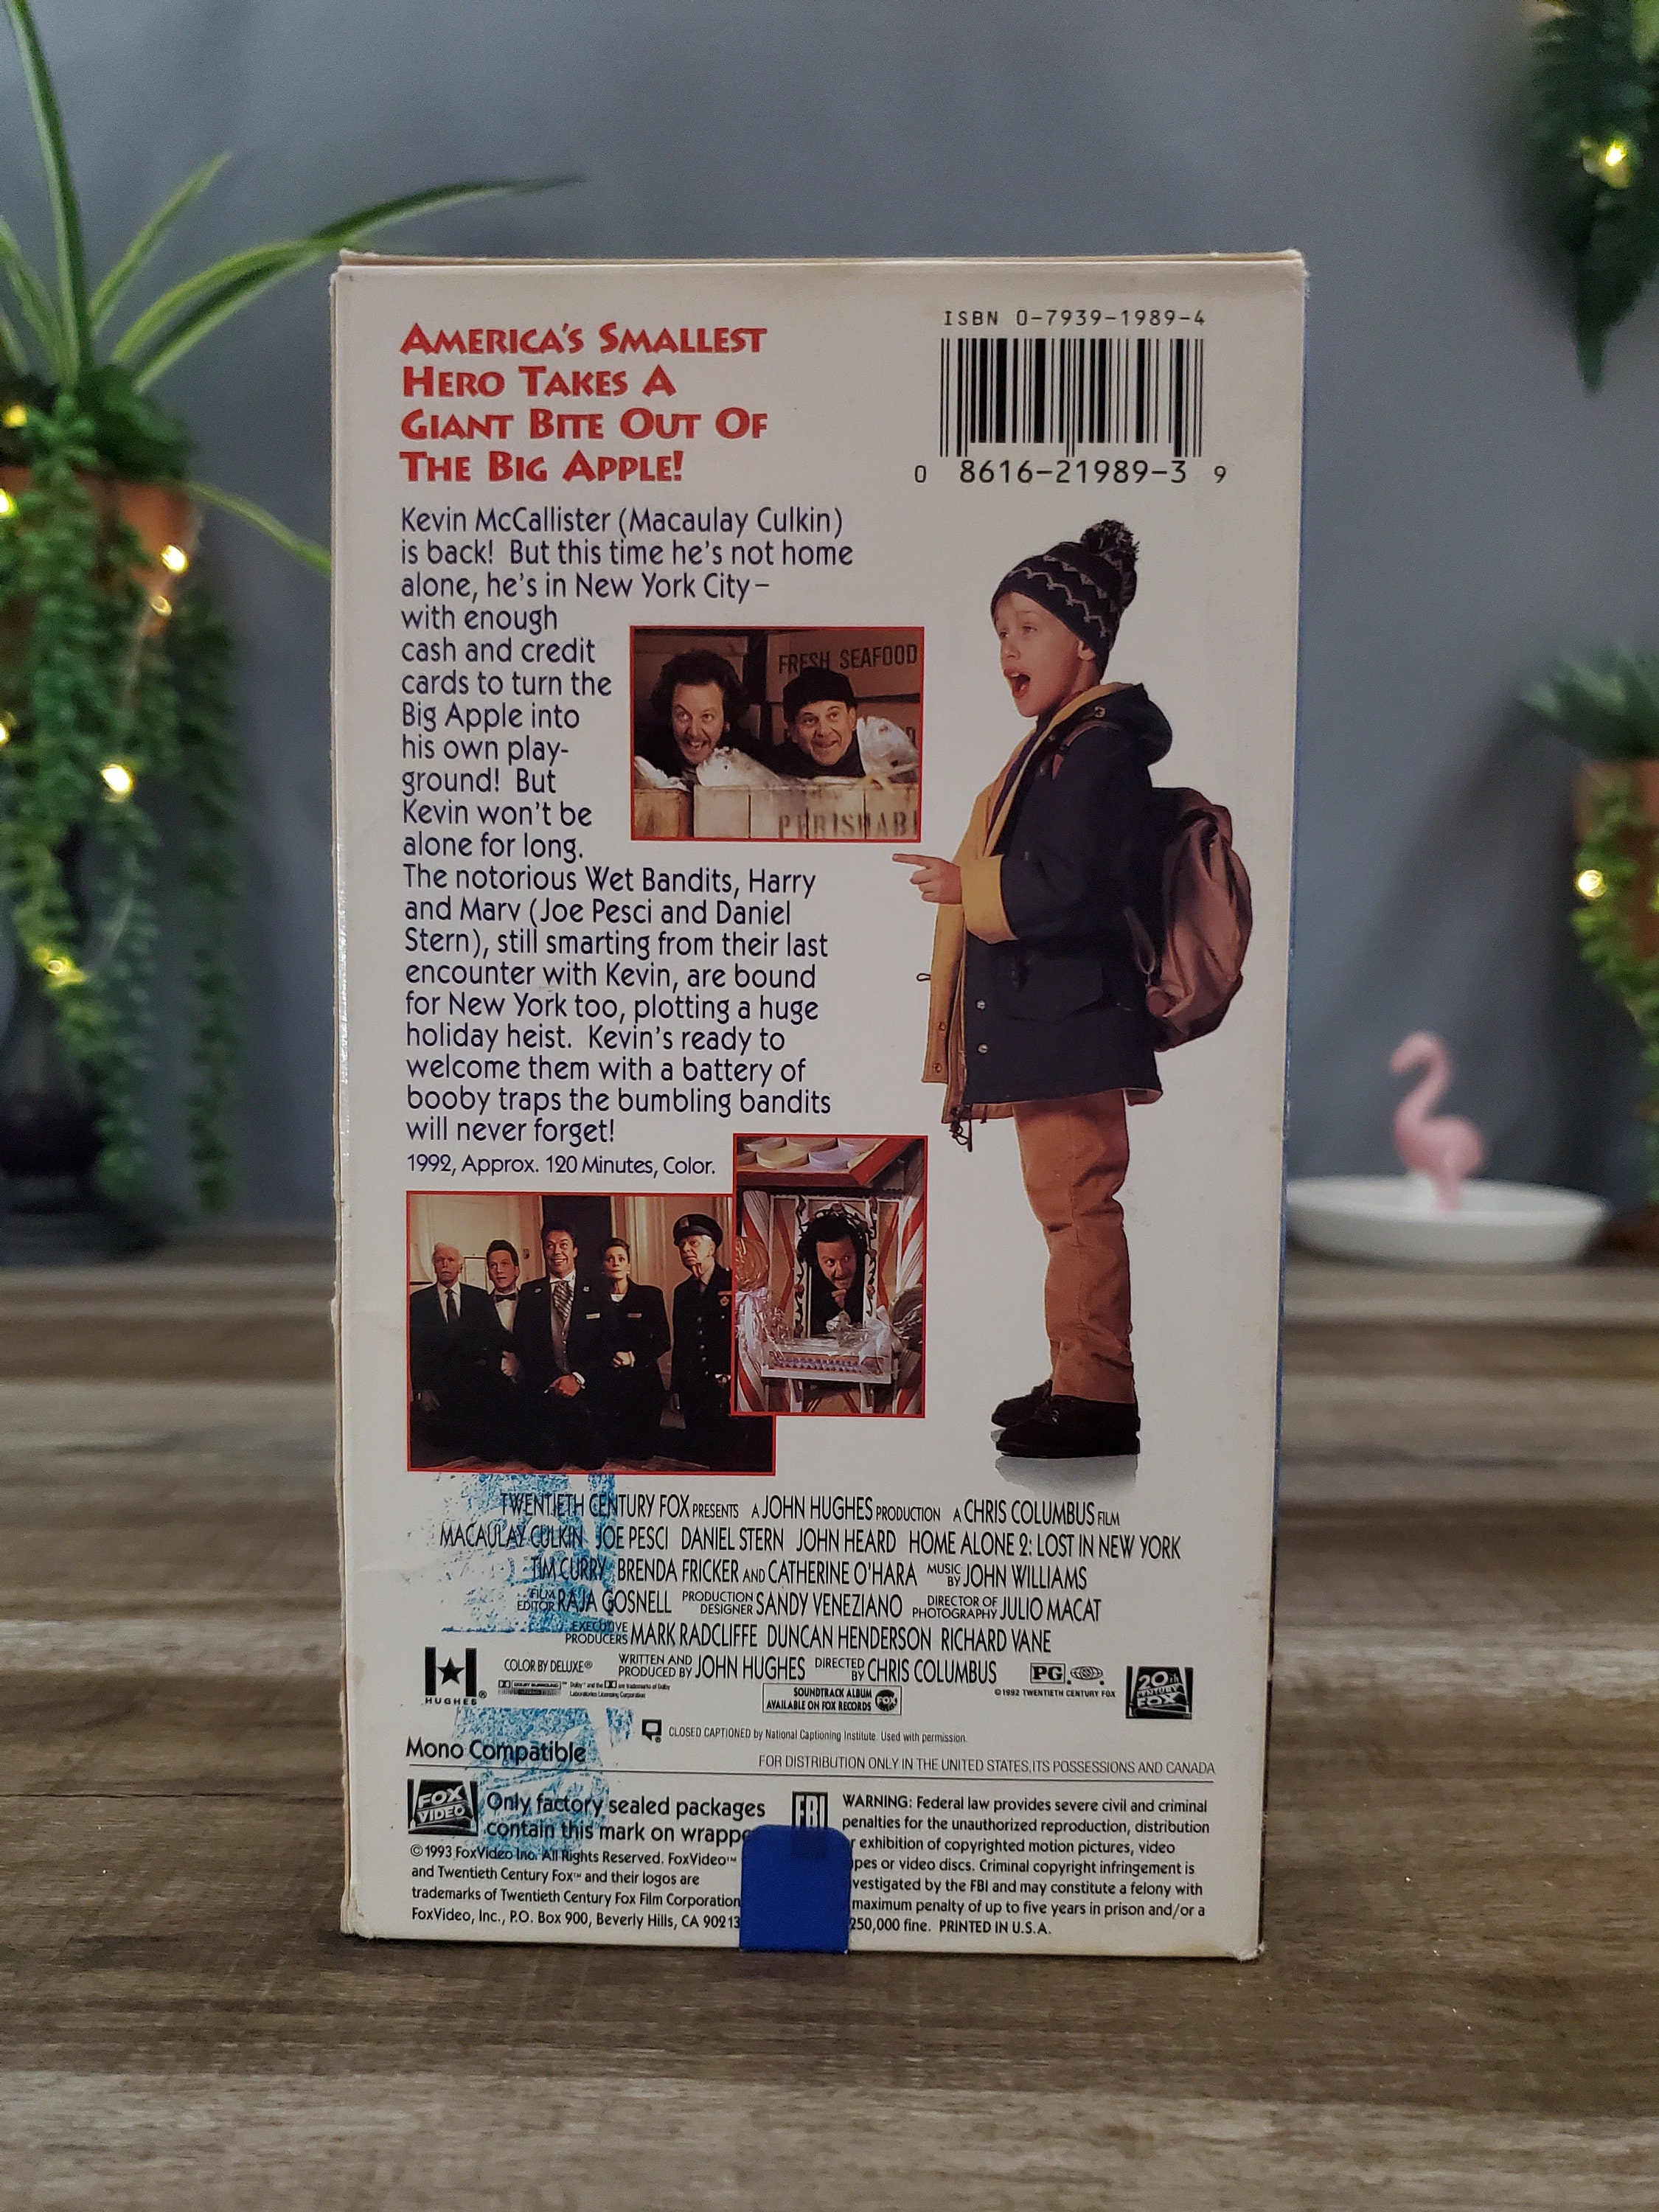 AMERICA'S SMALLEST
HERO TAKES A
GIANT BITE OUT OF
THE BIG APPLE!
ISBN 0-7939-1989-4
0 8616-21989-3 9
Kevin McCallister (Macaulay Culkin)
is back! But this time he's not home
alone, he's in New York City –
with enough
cash and credit
cards to turn the
Big Apple into
his own play-
ground! But
Kevin won't be
alone for long.
The notorious Wet Bandits, Harry
and Marv (Joe Pesci and Daniel
Stern), still smarting from their last
encounter with Kevin, are bound
for New York too, plotting a huge
holiday heist. Kevin's ready to
welcome them with a battery of
booby traps the bumbling bandits
will never forget!
1992, Approx. 120 Minutes, Color.
FRESH SEAFOOD
PERISHABL
TWENTIETH CENTURY FOX PRESENTS A JOHN HUGHES PRODUCTION A CHRIS COLUMBUS FILM
MACAULAY CULKIN JOE PESCI DANIEL STERN JOHN HEARD HOME ALONE 2: LOST IN NEW YORK
TIM CURRY BRENDA FRICKER AND CATHERINE O'HARA MUSIC BY JOHN WILLIAMS
FILM EDITOR RAJA GOSNELL PRODUCTION DESIGNER SANDY VENEZIANO DIRECTOR OF PHOTOGRAPHY JULIO MACAT
EXECUTIVE PRODUCERS MARK RADCLIFFE DUNCAN HENDERSON RICHARD VANE
HUGHES®
COLOR BY DELUXE® WRITTEN AND PRODUCED BY JOHN HUGHES DIRECTED BY CHRIS COLUMBUS PG
DOLBY SURROUND™ Dolby® and the DD are trademarks of Dolby
Laboratories Licensing Corporation
SOUNDTRACK ALBUM
AVAILABLE ON FOX RECORDS FOX
©1992 TWENTIETH CENTURY FOX
20th
CENTURY
FOX
CLOSED CAPTIONED by National Captioning Institute. Used with permission.
Mono Compatible
FOR DISTRIBUTION ONLY IN THE UNITED STATES, ITS POSSESSIONS AND CANADA
FOX
VIDEO
Only factory sealed packages
contain this mark on wrappe
©1993 FoxVideo Inc. All Rights Reserved. FoxVideo™
and Twentieth Century Fox™ and their logos are
trademarks of Twentieth Century Fox Film Corporation
FoxVideo, Inc., P.O. Box 900, Beverly Hills, CA 90213
FBI
WARNING: Federal law provides severe civil and criminal
penalties for the unauthorized reproduction, distribution
r exhibition of copyrighted motion pictures, video
pes or video discs. Criminal copyright infringement is
vestigated by the FBI and may constitute a felony with
maximum penalty of up to five years in prison and/or a
250,000 fine. PRINTED IN U.S.A.